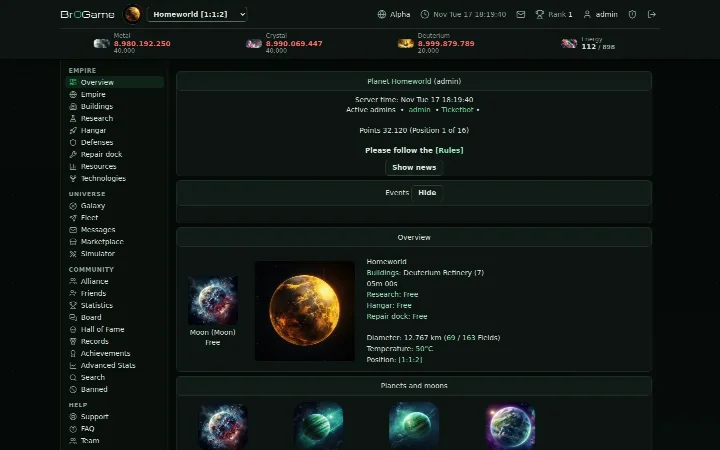 BrOGame
Homeworld [1:1:2]
Alpha
Nov Tue 17 18:19:40
Rank 1
admin
Metal
8.980.192.250
40.000
Crystal
8.990.069.447
40.000
Deuterium
8.999.879.789
20.000
Energy
112 / 898
EMPIRE
Overview
Empire
Buildings
Research
Hangar
Defenses
Repair dock
Resources
Technologies
UNIVERSE
Galaxy
Fleet
Messages
Marketplace
Simulator
COMMUNITY
Alliance
Friends
Statistics
Board
Hall of Fame
Records
Achievements
Advanced Stats
Search
Banned
HELP
Support
FAQ
Team
Planet Homeworld (admin)
Server time: Nov Tue 17 18:19:40
Active admins • admin • Ticketbot •
Points 32.120 (Position 1 of 16)
Please follow the [Rules]
Show news
Events Hide
Overview
Moon (Moon)
Free
Homeworld
Buildings: Deuterium Refinery (7)
05m 00s
Research: Free
Hangar: Free
Repair dock: Free
Diameter: 12.767 km (69 / 163 Fields)
Temperature: 50°C
Position: [1:1:2]
Planets and moons